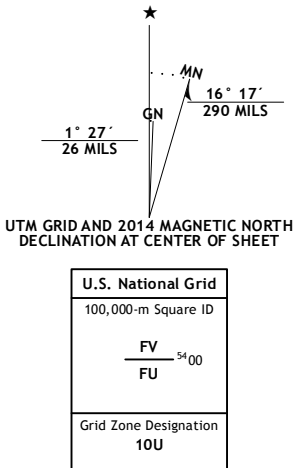 MN
GN
16° 17´
290 MILS
1° 27´
26 MILS
UTM GRID AND 2014 MAGNETIC NORTH
DECLINATION AT CENTER OF SHEET
U.S. National Grid
100,000-m Square ID
FV
5400
FU
Grid Zone Designation
10U